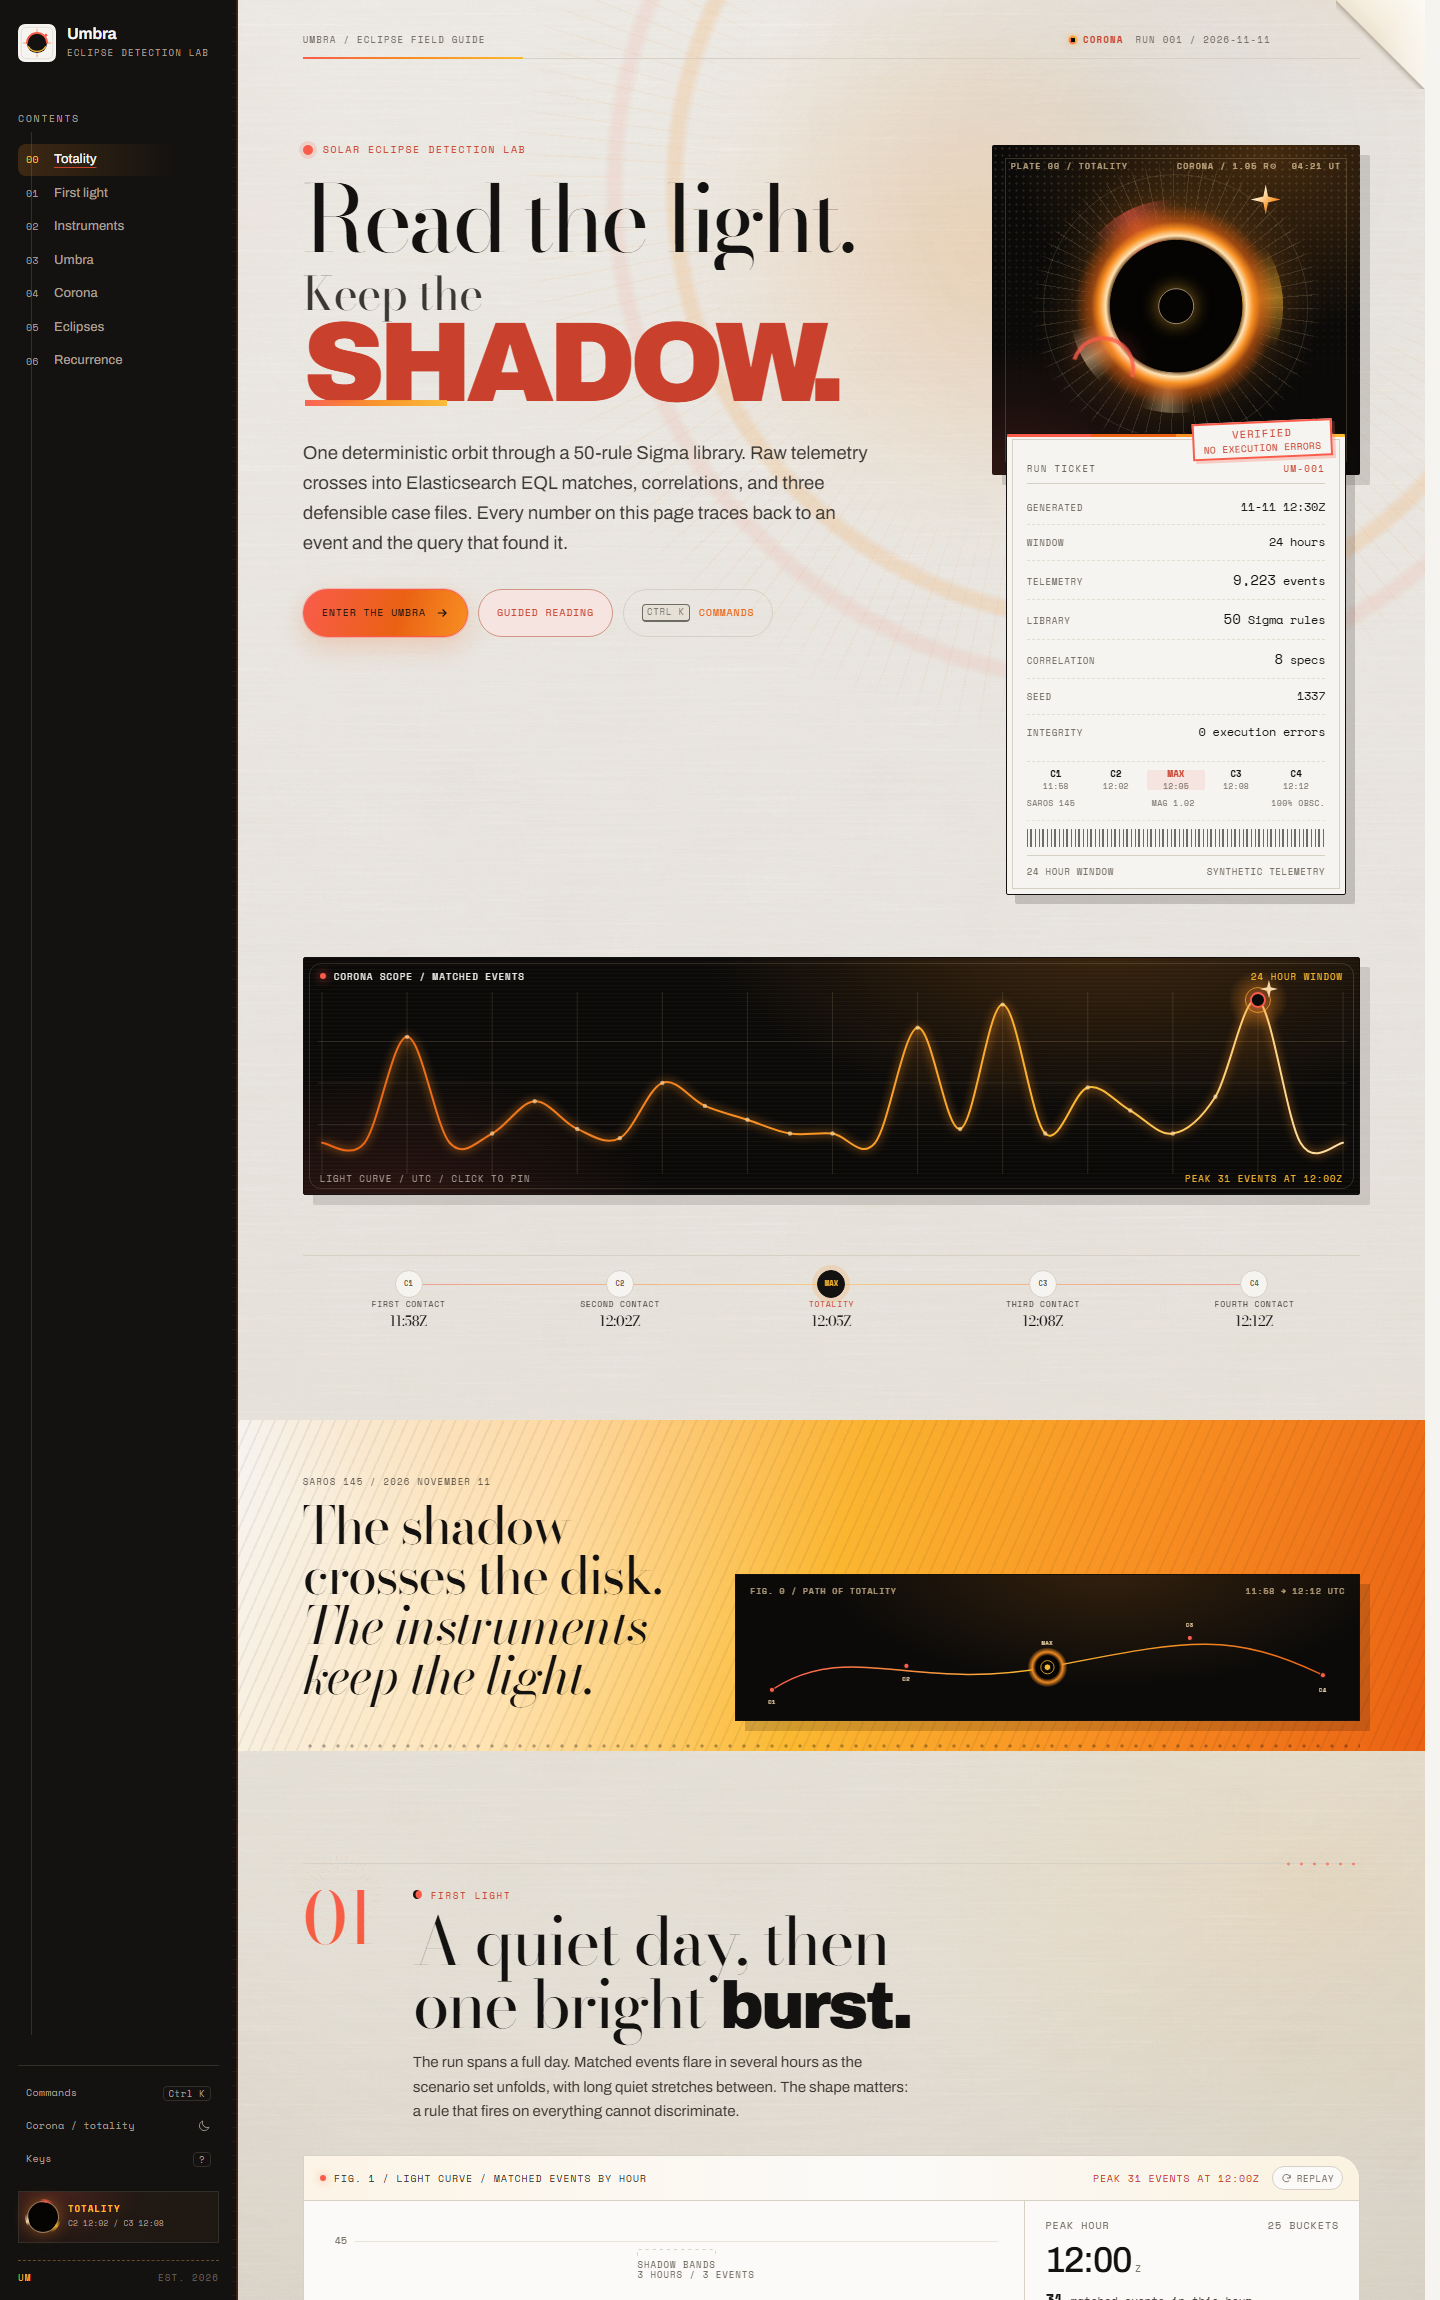 Umbra
ECLIPSE DETECTION LAB
CONTENTS
00 Totality
01 First light
02 Instruments
03 Umbra
04 Corona
05 Eclipses
06 Recurrence
Commands Ctrl K
Corona / totality
Keys ?
TOTALITY
C2 12:02 / C3 12:08
UM EST. 2026
UMBRA / ECLIPSE FIELD GUIDE
CORONA RUN 001 / 2026-11-11
SOLAR ECLIPSE DETECTION LAB
Read the light.
Keep the
SHADOW.
One deterministic orbit through a 50-rule Sigma library. Raw telemetry
crosses into Elasticsearch EQL matches, correlations, and three
defensible case files. Every number on this page traces back to an
event and the query that found it.
ENTER THE UMBRA →
GUIDED READING
CTRL K COMMANDS
PLATE 00 / TOTALITY
CORONA / 1.05 R⊙ 04:21 UT
VERIFIED
NO EXECUTION ERRORS
RUN TICKET UM-001
GENERATED 11-11 12:30Z
WINDOW 24 hours
TELEMETRY 9,223 events
LIBRARY 50 Sigma rules
CORRELATION 8 specs
SEED 1337
INTEGRITY 0 execution errors
C1 C2 MAX C3 C4
11:58 12:02 12:05 12:08 12:12
SAROS 145 MAG 1.02 100% OBSC.
24 HOUR WINDOW SYNTHETIC TELEMETRY
CORONA SCOPE / MATCHED EVENTS
24 HOUR WINDOW
LIGHT CURVE / UTC / CLICK TO PIN
PEAK 31 EVENTS AT 12:00Z
C1 C2 MAX C3 C4
FIRST CONTACT SECOND CONTACT TOTALITY THIRD CONTACT FOURTH CONTACT
11:58Z 12:02Z 12:05Z 12:08Z 12:12Z
SAROS 145 / 2026 NOVEMBER 11
The shadow
crosses the disk.
The instruments
keep the light.
FIG. 0 / PATH OF TOTALITY
11:58 → 12:12 UTC
C1
C2
MAX
C3
C4
01
FIRST LIGHT
A quiet day, then
one bright burst.
The run spans a full day. Matched events flare in several hours as the
scenario set unfolds, with long quiet stretches between. The shape matters:
a rule that fires on everything cannot discriminate.
FIG. 1 / LIGHT CURVE / MATCHED EVENTS BY HOUR
PEAK 31 EVENTS AT 12:00Z
REPLAY
45
SHADOW BANDS
3 HOURS / 3 EVENTS
PEAK HOUR 25 BUCKETS
12:00 Z
31 matched events in this hour